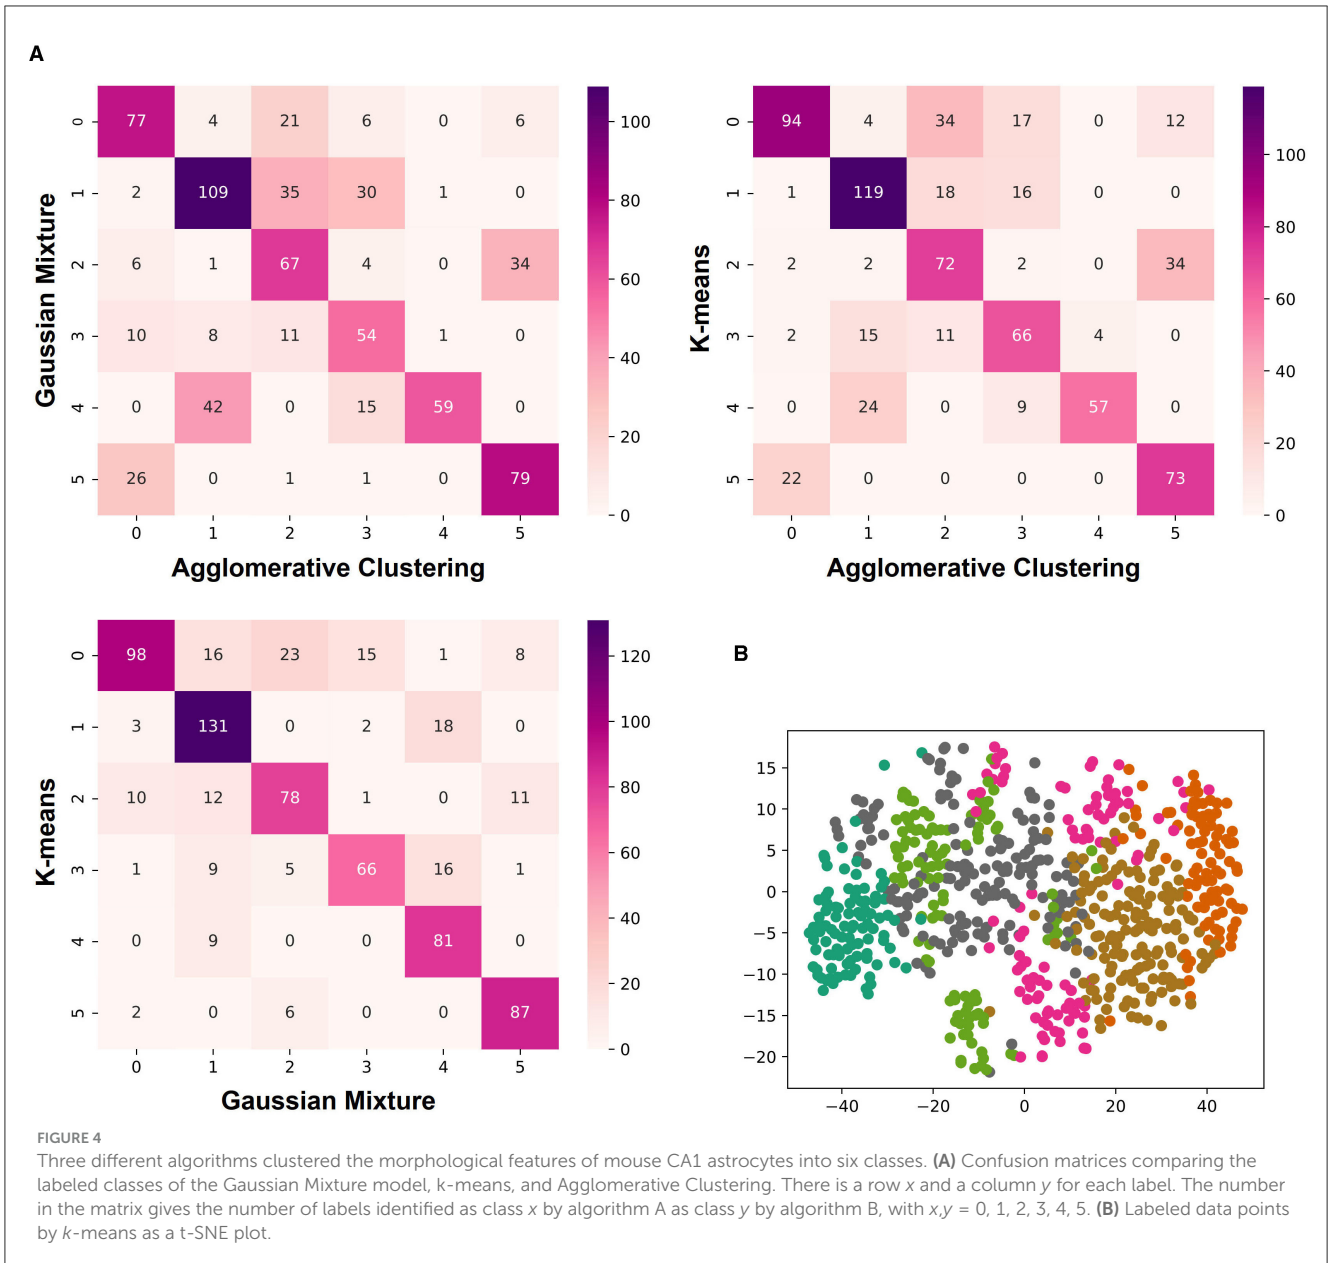 A
0 77 4 21 6 0 6
1 2 109 35 30 1 0
2 6 1 67 4 0 34
3 10 8 11 54 1 0
4 0 42 0 15 59 0
5 26 0 1 1 0 79
0 1 2 3 4 5
Gaussian Mixture
Agglomerative Clustering
100
80
60
40
20
0
0 94 4 34 17 0 12
1 1 119 18 16 0 0
2 2 2 72 2 0 34
3 2 15 11 66 4 0
4 0 24 0 9 57 0
5 22 0 0 0 0 73
0 1 2 3 4 5
K-means
Agglomerative Clustering
100
80
60
40
20
0
0 98 16 23 15 1 8
1 3 131 0 2 18 0
2 10 12 78 1 0 11
3 1 9 5 66 16 1
4 0 9 0 0 81 0
5 2 0 6 0 0 87
0 1 2 3 4 5
K-means
Gaussian Mixture
120
100
80
60
40
20
0
B
15
10
5
0
−5
−10
−15
−20
−40 −20 0 20 40
FIGURE 4
Three different algorithms clustered the morphological features of mouse CA1 astrocytes into six classes. (A) Confusion matrices comparing the
labeled classes of the Gaussian Mixture model, k-means, and Agglomerative Clustering. There is a row x and a column y for each label. The number
in the matrix gives the number of labels identified as class x by algorithm A as class y by algorithm B, with x,y = 0, 1, 2, 3, 4, 5. (B) Labeled data points
by k-means as a t-SNE plot.